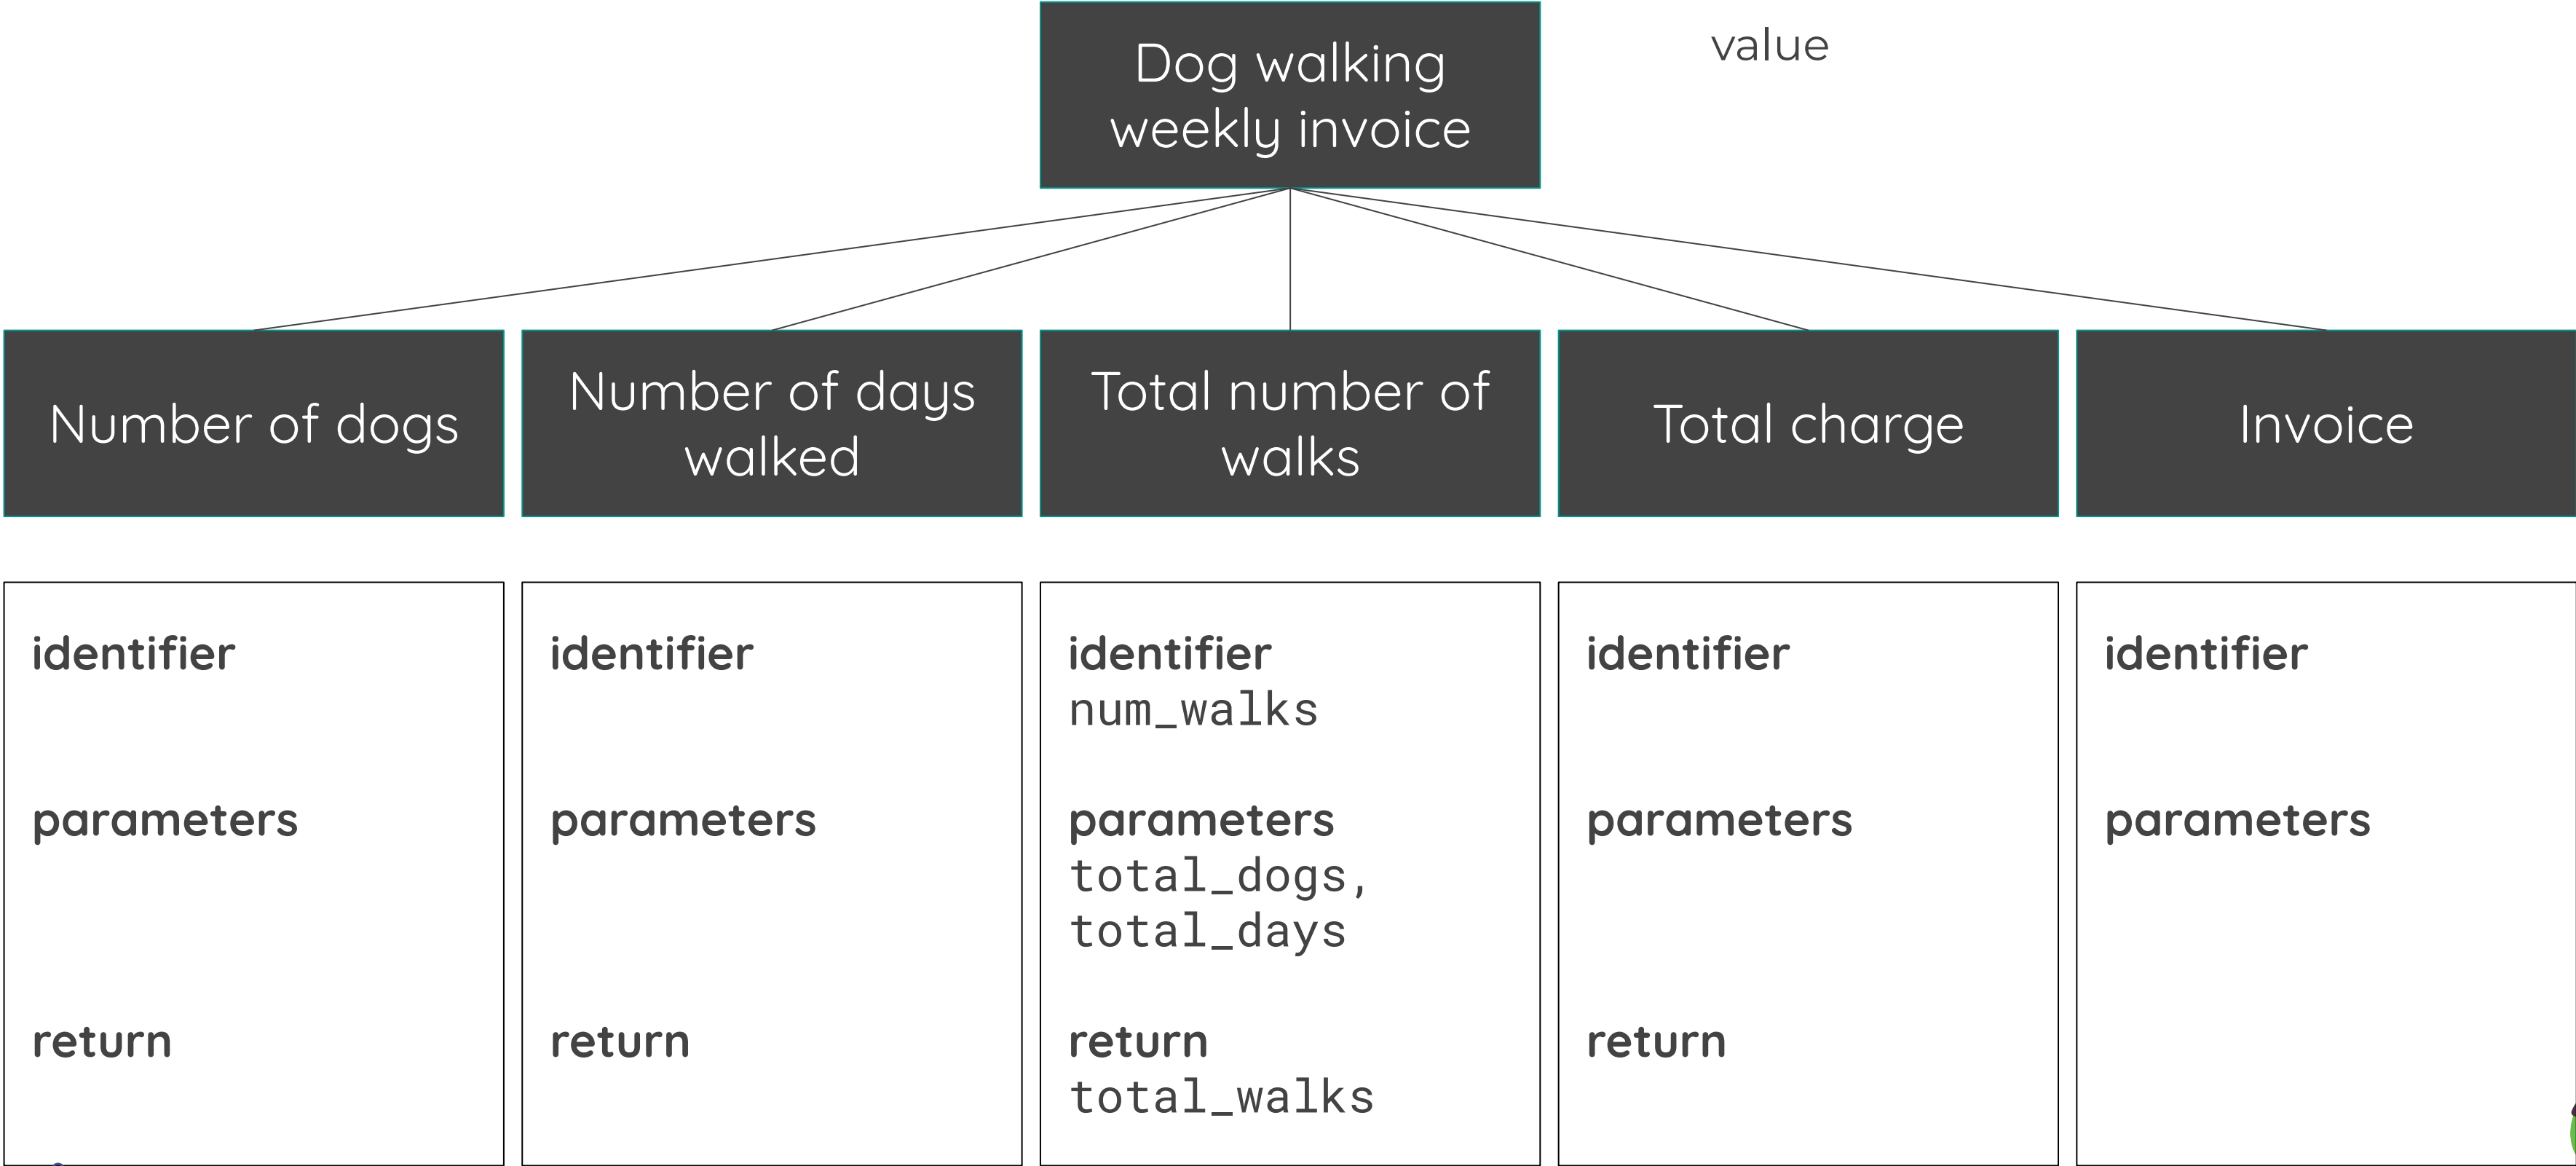 Dog walking
weekly invoice
value
Number of dogs
Number of days
walked
Total number of
walks
Total charge
Invoice
identifier
parameters
return
identifier
parameters
return
identifier
num_walks
parameters
total_dogs,
total_days
return
total_walks
identifier
parameters
return
identifier
parameters